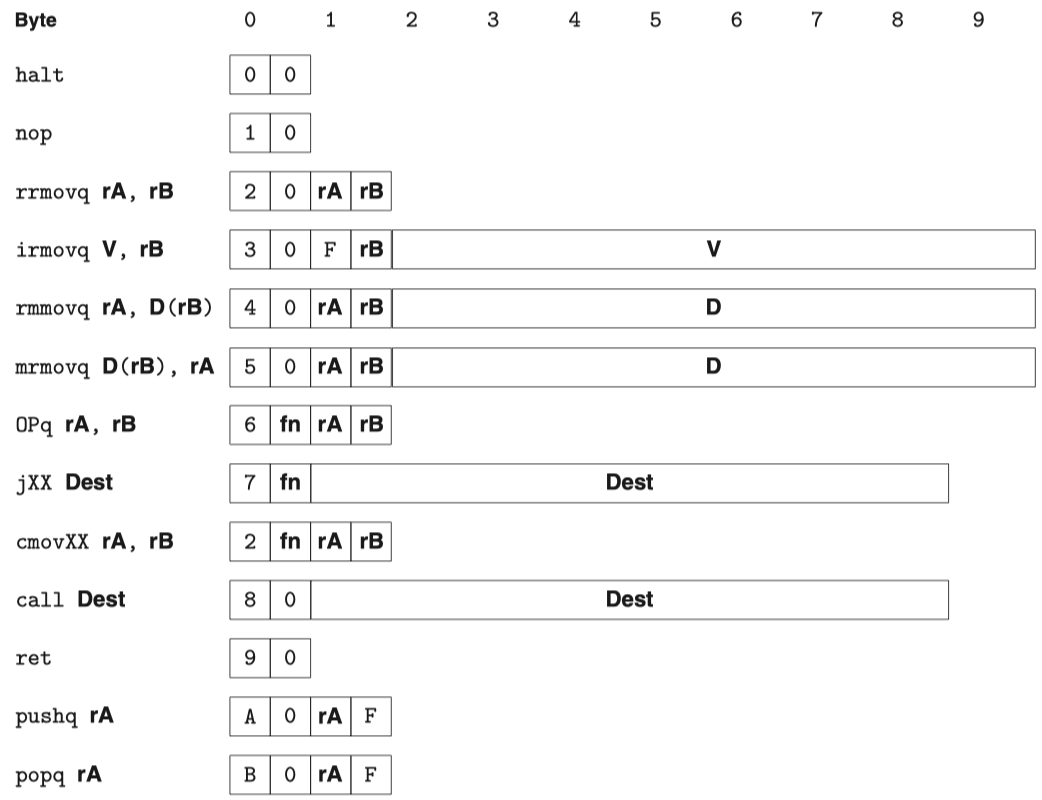 Byte 0 1 2 3 4 5 6 7 8 9
halt 0 0
nop 1 0
rrmovq rA, rB 2 0 rA rB
irmovq V, rB 3 0 F rB V
rmmovq rA, D(rB) 4 0 rA rB D
mrmovq D(rB), rA 5 0 rA rB D
OPq rA, rB 6 fn rA rB
jXX Dest 7 fn Dest
cmovXX rA, rB 2 fn rA rB
call Dest 8 0 Dest
ret 9 0
pushq rA A 0 rA F
popq rA B 0 rA F